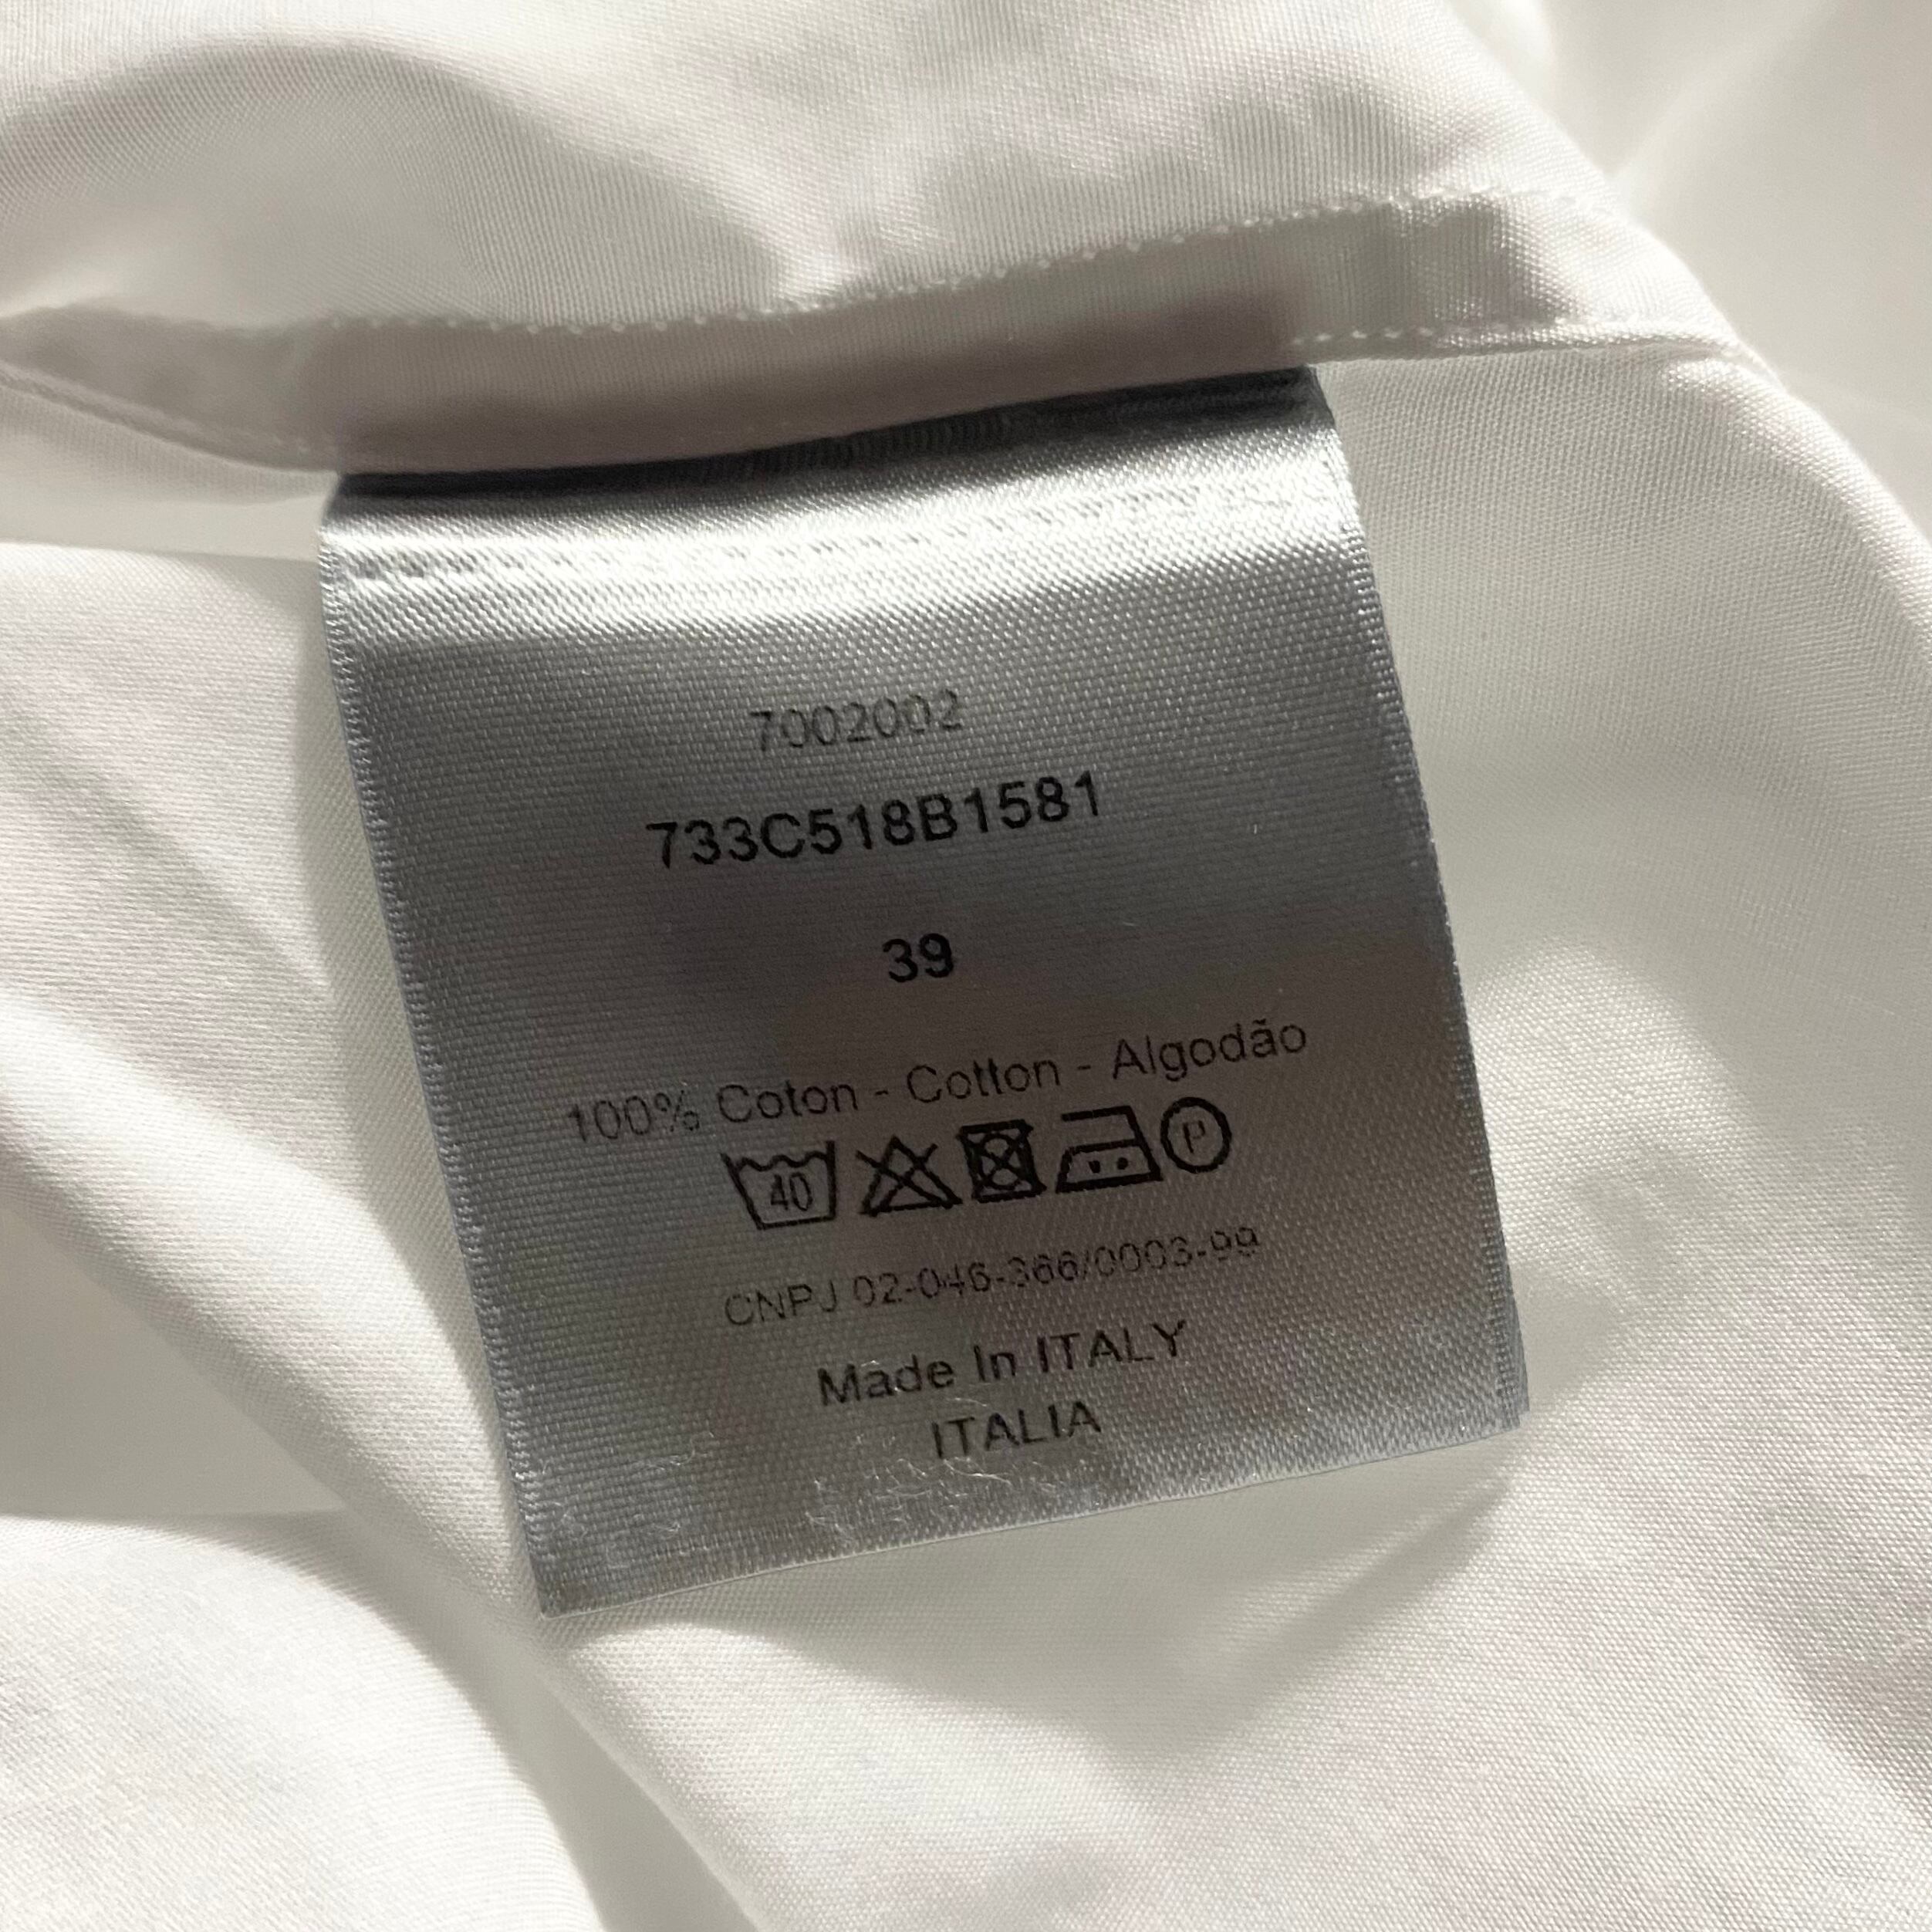 7002002
733C518B1581
39
100% Coton - Cotton - Algodão
40 P
CNPJ 02-046-366/0003-99
Made In ITALY
ITALIA